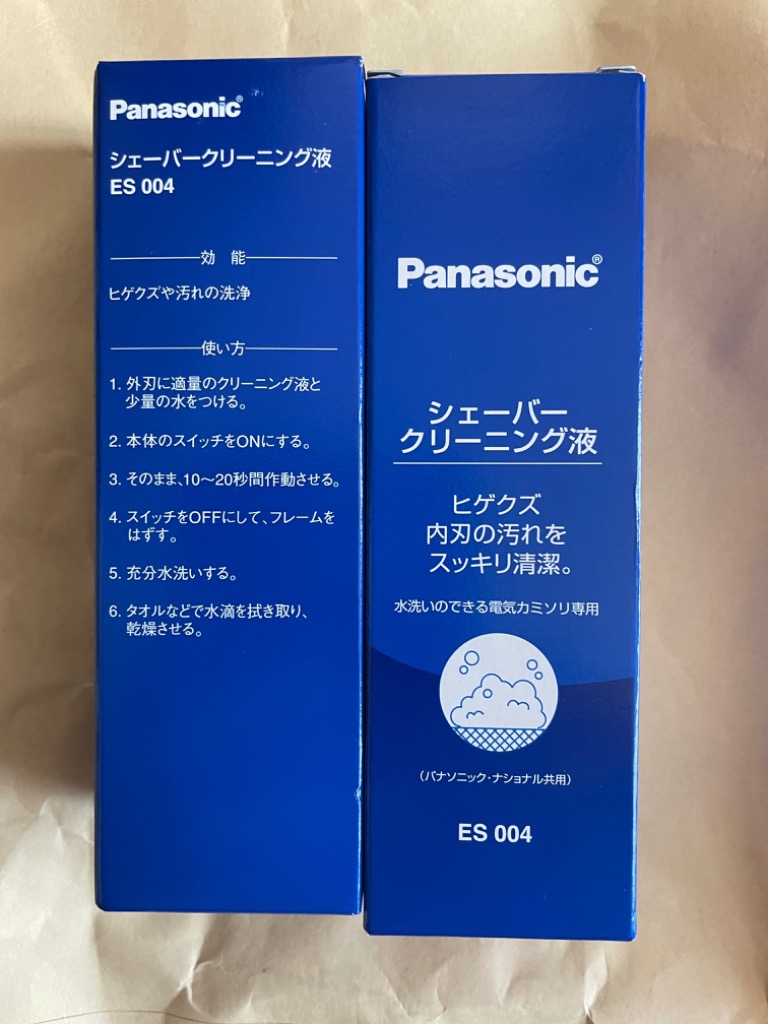 Panasonic®
シェーバークリーニング液
ES 004
効 能
ヒゲクズや汚れの洗浄
使い方
1. 外刃に適量のクリーニング液と
少量の水をつける。
2. 本体のスイッチをONにする。
3. そのまま、10〜20秒間作動させる。
4. スイッチをOFFにして、フレームを
はずす。
5. 充分水洗いする。
6. タオルなどで水滴を拭き取り、
乾燥させる。
Panasonic®
シェーバー
クリーニング液
ヒゲクズ
内刃の汚れを
スッキリ清潔。
水洗いのできる電気カミソリ専用
(パナソニック・ナショナル共用)
ES 004